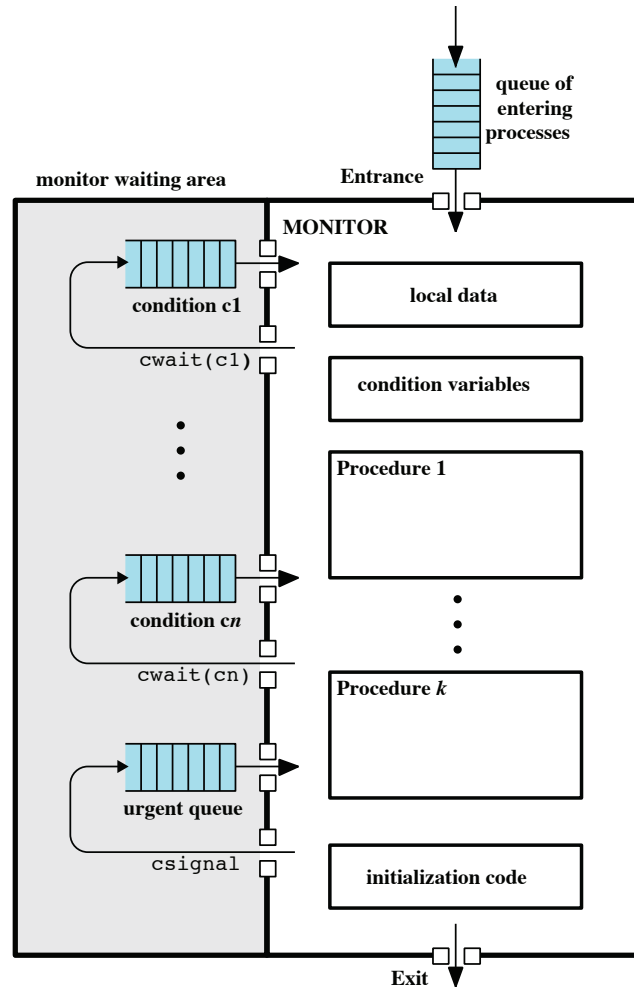 queue of
entering
processes
Entrance
monitor waiting area
MONITOR
condition c1
local data
cwait(c1)
condition variables
Procedure 1
condition cn
cwait(cn)
Procedure k
urgent queue
csignal
initialization code
Exit